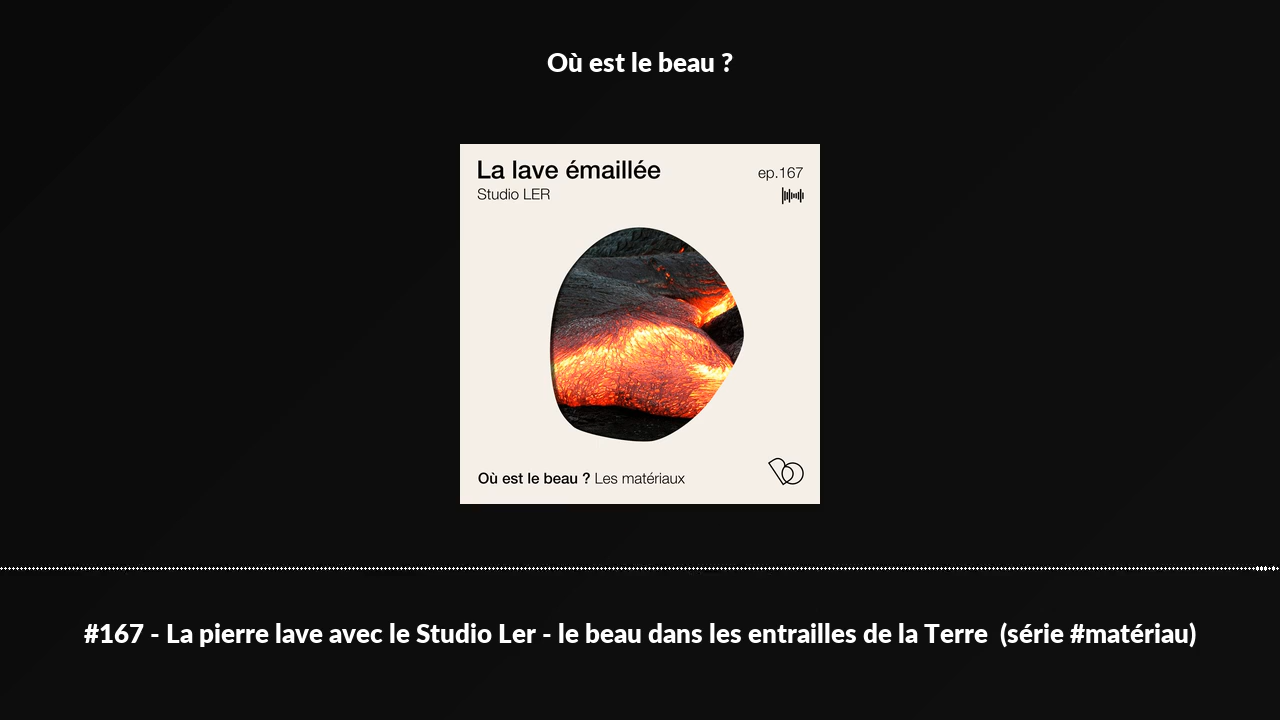 Où est le beau ?
La lave émaillée
ep.167
Studio LER
Où est le beau ? Les matériaux
#167 - La pierre lave avec le Studio Ler - le beau dans les entrailles de la Terre (série #matériau)